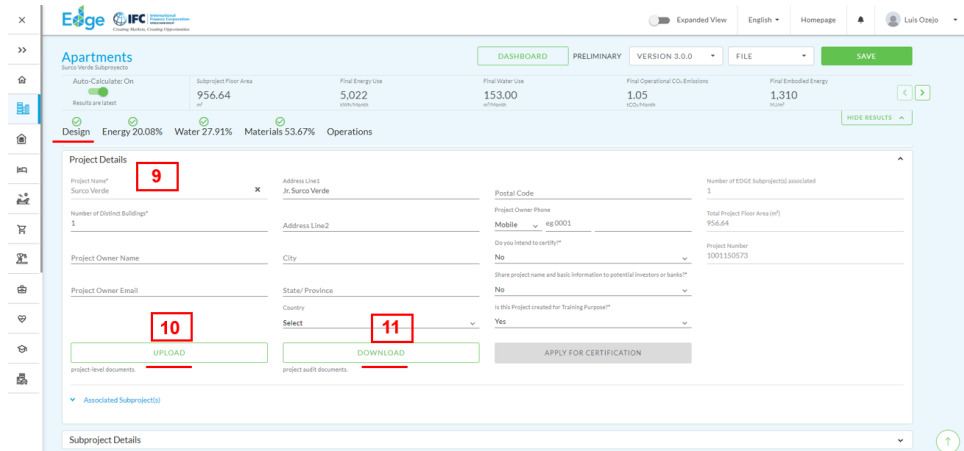 Edge IFC International Finance Corporation WORLD BANK GROUP
Creating Markets, Creating Opportunities
Expanded View English Homepage Luis Ozejo
Apartments
Surco Verde Subproyecto
DASHBOARD PRELIMINARY VERSION 3.0.0 FILE SAVE
Auto-Calculate: On
Results are latest
Subproject Floor Area
956.64
m²
Final Energy Use
5,022
kWh/Month
Final Water Use
153.00
m³/Month
Final Operational CO₂ Emissions
1.05
tCO₂/Month
Final Embodied Energy
1,310
MJ/m²
HIDE RESULTS
Design Energy 20.08% Water 27.91% Materials 53.67% Operations
Project Details
9
Project Name*
Surco Verde
Address Line1
Jr. Surco Verde
Postal Code
Number of EDGE Subproject(s) associated
1
Number of Distinct Buildings*
1
Address Line2
Project Owner Phone
Mobile eg 0001
Total Project Floor Area (m²)
956.64
Project Owner Name
City
Do you intend to certify?*
No
Project Number
1001150573
Project Owner Email
State/ Province
Share project name and basic information to potential investors or banks?*
No
Country
Select
Is this Project created for Training Purpose?*
Yes
10
11
UPLOAD
project-level documents.
DOWNLOAD
project audit documents.
APPLY FOR CERTIFICATION
Associated Subproject(s)
Subproject Details